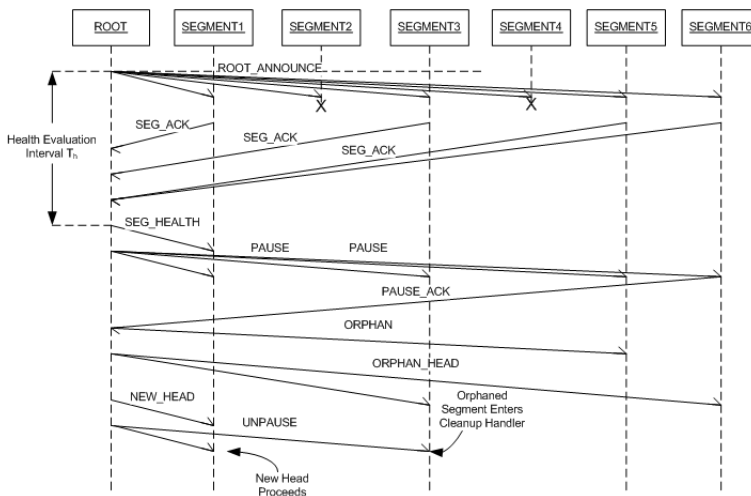 ROOT
SEGMENT1
SEGMENT2
SEGMENT3
SEGMENT4
SEGMENT5
SEGMENT6
ROOT_ANNOUNCE
X
X
SEG_ACK
SEG_ACK
SEG_ACK
Health Evaluation
Interval Th
SEG_HEALTH
PAUSE
PAUSE
PAUSE_ACK
ORPHAN
ORPHAN_HEAD
NEW_HEAD
UNPAUSE
Orphaned
Segment Enters
Cleanup Handler
New Head
Proceeds